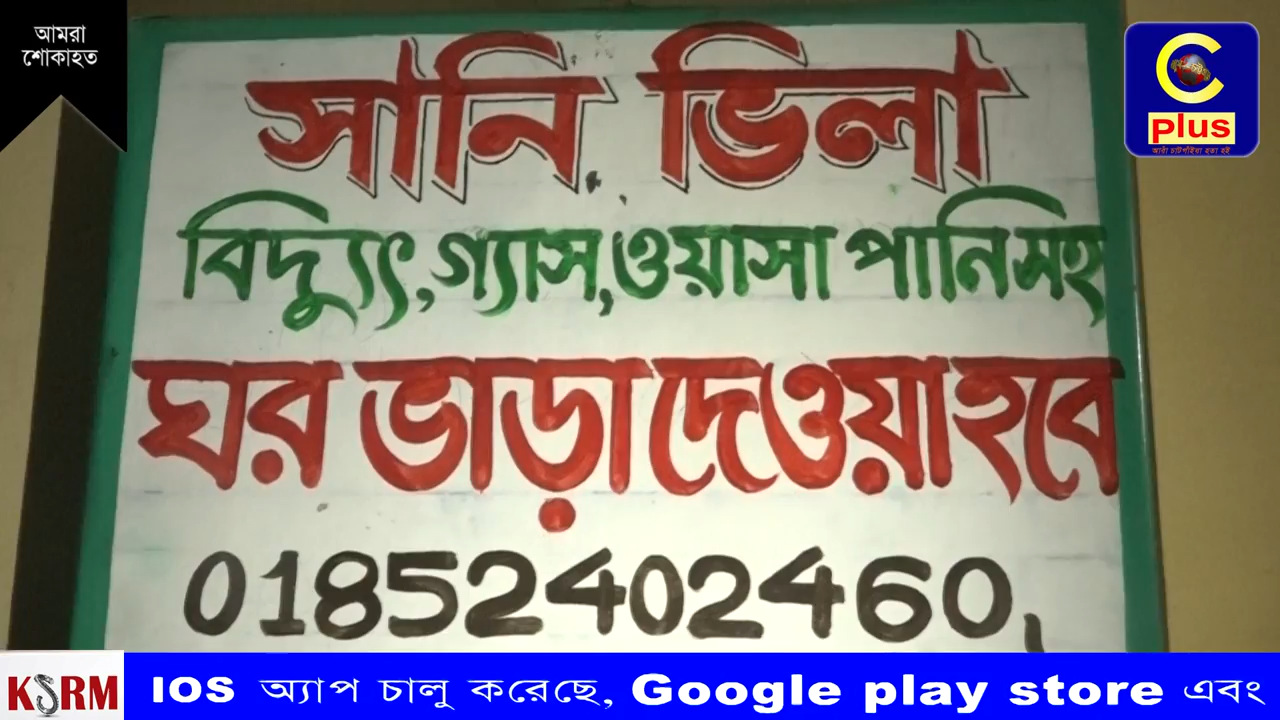 আমরা
শোকাহত
C
plus
সানি ভিলা
বিদ্যুৎ, গ্যাস, ওয়াসা পানিসহ
ঘর ভাড়া দেওয়া হবে
01852402460,
KSRM
IOS অ্যাপ চালু করেছে, Google play store এবং